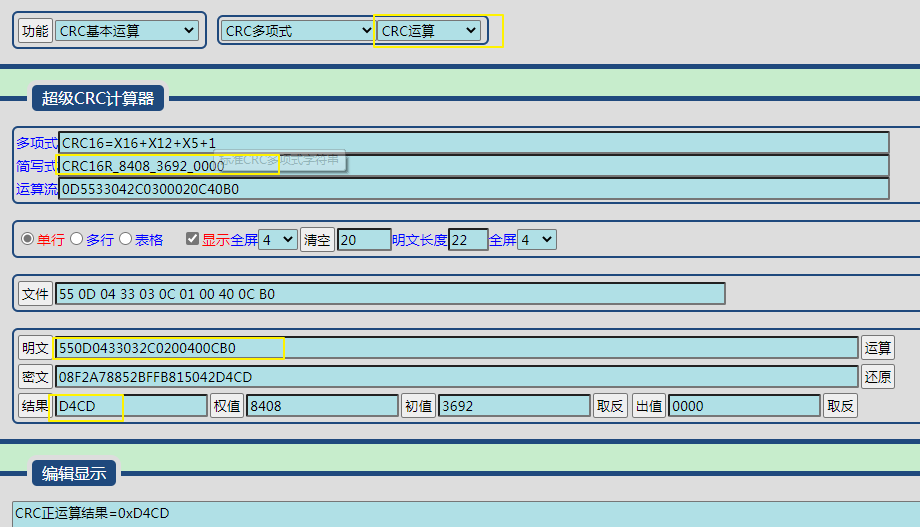 功能 CRC基本运算 CRC多项式 CRC运算
超级CRC计算器
多项式 CRC16=X16+X12+X5+1
简写式 CRC16R_8408_3692_0000
标准CRC多项式字符串
运算流 0D5533042C0300020C40B0
单行 多行 表格 显示全屏 4 清空 20 明文长度 22 全屏 4
文件 55 0D 04 33 03 0C 01 00 40 0C B0
明文 550D0433032C0200400CB0 运算
密文 08F2A78852BFFB815042D4CD 还原
结果 D4CD 权值 8408 初值 3692 取反 出值 0000 取反
编辑显示
CRC正运算结果=0xD4CD